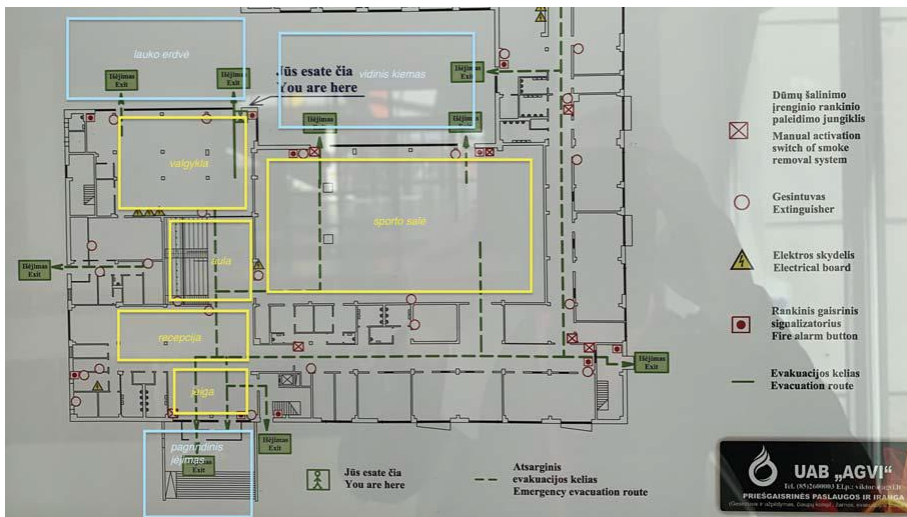 lauko erdvė
vidinis kiemas
Išėjimas
Exit
Išėjimas
Exit
Išėjimas
Exit
Jūs esate čia
You are here
Išėjimas
Exit
Išėjimas
Exit
valgykla
sporto salė
aula
Išėjimas
Exit
recepcija
įeiga
Išėjimas
Exit
Išėjimas
Exit
pagrindinis
įėjimas
Išėjimas
Exit
Dūmų šalinimo
įrenginio rankinio
paleidimo jungiklis
Manual activation
switch of smoke
removal system
Gesintuvas
Extinguisher
Elektros skydelis
Electrical board
Rankinis gaisrinis
signalizatorius
Fire alarm button
Evakuacijos kelias
Evacuation route
Jūs esate čia
You are here
Atsarginis
evakuacijos kelias
Emergency evacuation route
UAB „AGVI“
PRIEŠGAISRINĖS PASLAUGOS IR ĮRANGA